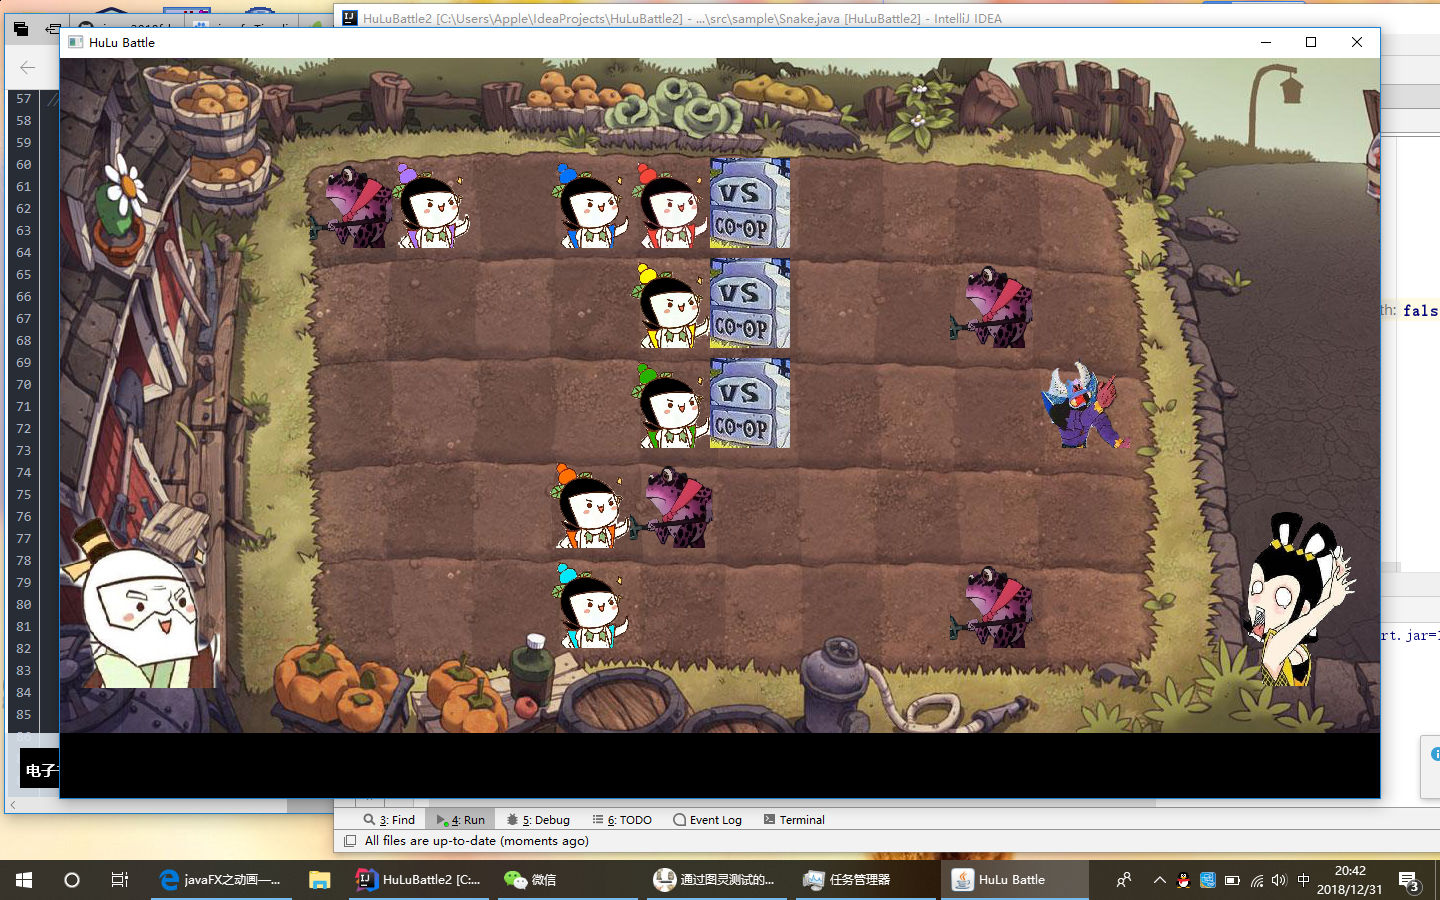 HuLuBattle2 [C:\Users\Apple\IdeaProjects\HuLuBattle2] - ...\src\sample\Snake.java [HuLuBattle2] - IntelliJ IDEA
HuLu Battle
57 //
58
59
60
61
62
63
64
65
66
67
68
69
70
71
72
73
74
75
76
77
78
79
80
81
82
83
84
85
86
VS
CO-OP
VS
CO-OP
VS
CO-OP
th: fals
rt.jar=1
电子
3: Find
4: Run
5: Debug
6: TODO
Event Log
Terminal
All files are up-to-date (moments ago)
javaFX之动画—...
HuLuBattle2 [C:...
微信
通过图灵测试的...
任务管理器
HuLu Battle
中
20:42
2018/12/31
3